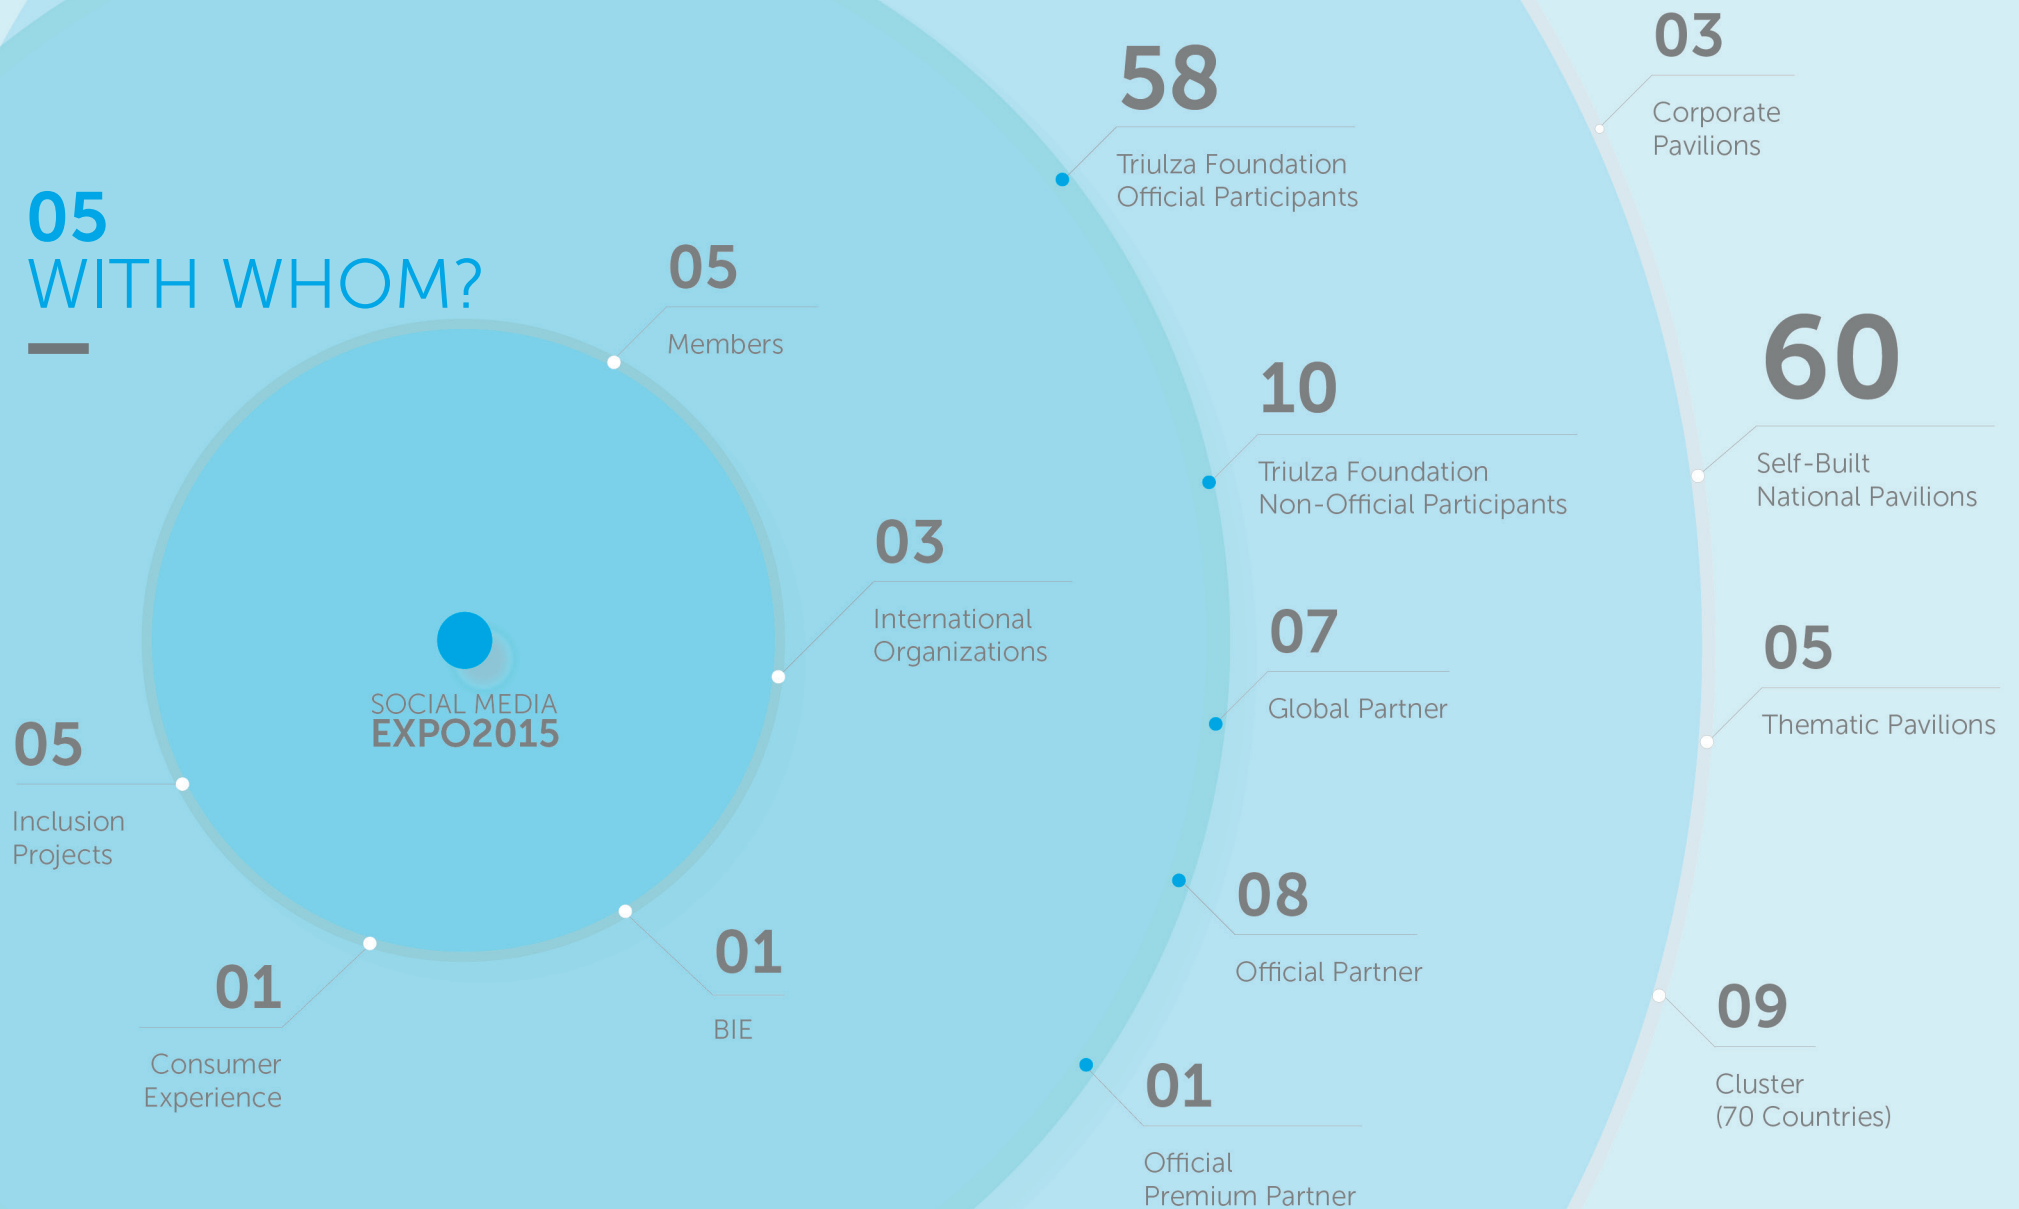 05
WITH WHOM?
05
Members
03
International
Organizations
SOCIAL MEDIA
EXPO2015
05
Inclusion
Projects
01
Consumer
Experience
01
BIE
58
Triulza Foundation
Official Participants
10
Triulza Foundation
Non-Official Participants
07
Global Partner
08
Official Partner
01
Official
Premium Partner
03
Corporate
Pavilions
60
Self-Built
National Pavilions
05
Thematic Pavilions
09
Cluster
(70 Countries)